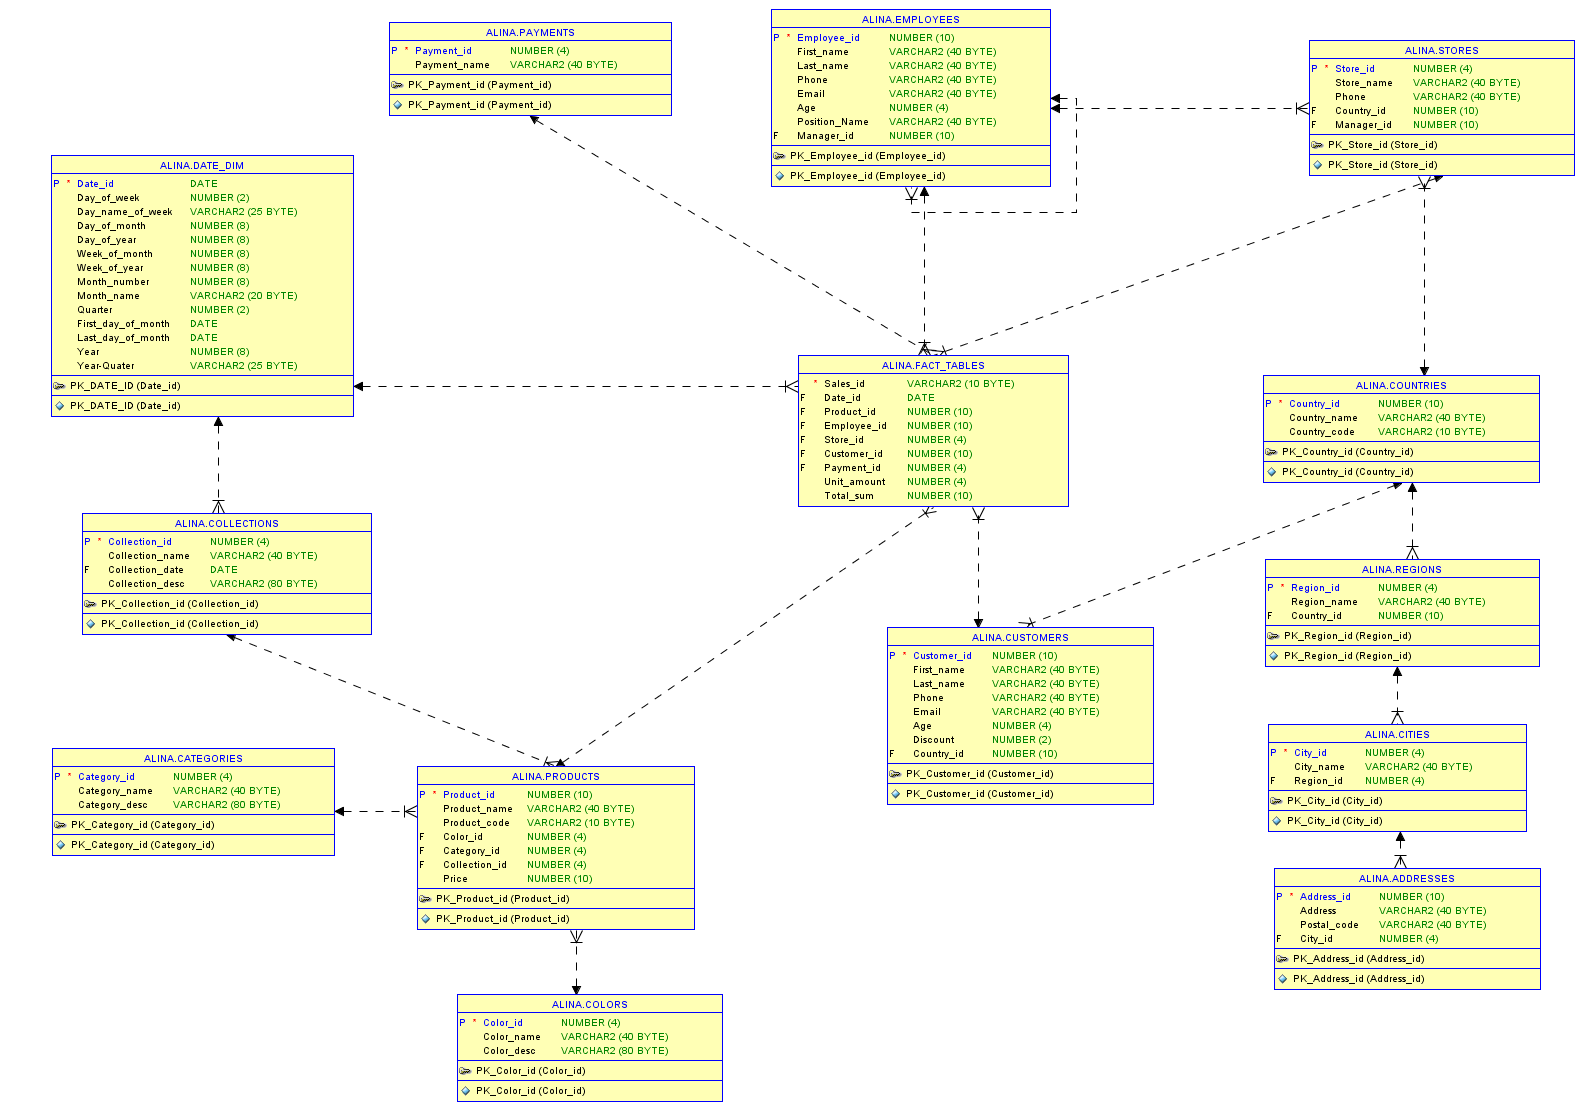 ALINA.PAYMENTS
P * Payment_id NUMBER (4)
Payment_name VARCHAR2 (40 BYTE)
PK_Payment_id (Payment_id)
PK_Payment_id (Payment_id)
ALINA.EMPLOYEES
P * Employee_id NUMBER (10)
First_name VARCHAR2 (40 BYTE)
Last_name VARCHAR2 (40 BYTE)
Phone VARCHAR2 (40 BYTE)
Email VARCHAR2 (40 BYTE)
Age NUMBER (4)
Position_Name VARCHAR2 (40 BYTE)
F Manager_id NUMBER (10)
PK_Employee_id (Employee_id)
PK_Employee_id (Employee_id)
ALINA.STORES
P * Store_id NUMBER (4)
Store_name VARCHAR2 (40 BYTE)
Phone VARCHAR2 (40 BYTE)
F Country_id NUMBER (10)
F Manager_id NUMBER (10)
PK_Store_id (Store_id)
PK_Store_id (Store_id)
ALINA.DATE_DIM
P * Date_id DATE
Day_of_week NUMBER (2)
Day_name_of_week VARCHAR2 (25 BYTE)
Day_of_month NUMBER (8)
Day_of_year NUMBER (8)
Week_of_month NUMBER (8)
Week_of_year NUMBER (8)
Month_number NUMBER (8)
Month_name VARCHAR2 (20 BYTE)
Quarter NUMBER (2)
First_day_of_month DATE
Last_day_of_month DATE
Year NUMBER (8)
Year-Quater VARCHAR2 (25 BYTE)
PK_DATE_ID (Date_id)
PK_DATE_ID (Date_id)
ALINA.FACT_TABLES
* Sales_id VARCHAR2 (10 BYTE)
F Date_id DATE
F Product_id NUMBER (10)
F Employee_id NUMBER (10)
F Store_id NUMBER (4)
F Customer_id NUMBER (10)
F Payment_id NUMBER (4)
Unit_amount NUMBER (4)
Total_sum NUMBER (10)
ALINA.COUNTRIES
P * Country_id NUMBER (10)
Country_name VARCHAR2 (40 BYTE)
Country_code VARCHAR2 (10 BYTE)
PK_Country_id (Country_id)
PK_Country_id (Country_id)
ALINA.COLLECTIONS
P * Collection_id NUMBER (4)
Collection_name VARCHAR2 (40 BYTE)
F Collection_date DATE
Collection_desc VARCHAR2 (80 BYTE)
PK_Collection_id (Collection_id)
PK_Collection_id (Collection_id)
ALINA.REGIONS
P * Region_id NUMBER (4)
Region_name VARCHAR2 (40 BYTE)
F Country_id NUMBER (10)
PK_Region_id (Region_id)
PK_Region_id (Region_id)
ALINA.CUSTOMERS
P * Customer_id NUMBER (10)
First_name VARCHAR2 (40 BYTE)
Last_name VARCHAR2 (40 BYTE)
Phone VARCHAR2 (40 BYTE)
Email VARCHAR2 (40 BYTE)
Age NUMBER (4)
Discount NUMBER (2)
F Country_id NUMBER (10)
PK_Customer_id (Customer_id)
PK_Customer_id (Customer_id)
ALINA.CITIES
P * City_id NUMBER (4)
City_name VARCHAR2 (40 BYTE)
F Region_id NUMBER (4)
PK_City_id (City_id)
PK_City_id (City_id)
ALINA.CATEGORIES
P * Category_id NUMBER (4)
Category_name VARCHAR2 (40 BYTE)
Category_desc VARCHAR2 (80 BYTE)
PK_Category_id (Category_id)
PK_Category_id (Category_id)
ALINA.PRODUCTS
P * Product_id NUMBER (10)
Product_name VARCHAR2 (40 BYTE)
Product_code VARCHAR2 (10 BYTE)
F Color_id NUMBER (4)
F Category_id NUMBER (4)
F Collection_id NUMBER (4)
Price NUMBER (10)
PK_Product_id (Product_id)
PK_Product_id (Product_id)
ALINA.ADDRESSES
P * Address_id NUMBER (10)
Address VARCHAR2 (40 BYTE)
Postal_code VARCHAR2 (40 BYTE)
F City_id NUMBER (4)
PK_Address_id (Address_id)
PK_Address_id (Address_id)
ALINA.COLORS
P * Color_id NUMBER (4)
Color_name VARCHAR2 (40 BYTE)
Color_desc VARCHAR2 (80 BYTE)
PK_Color_id (Color_id)
PK_Color_id (Color_id)